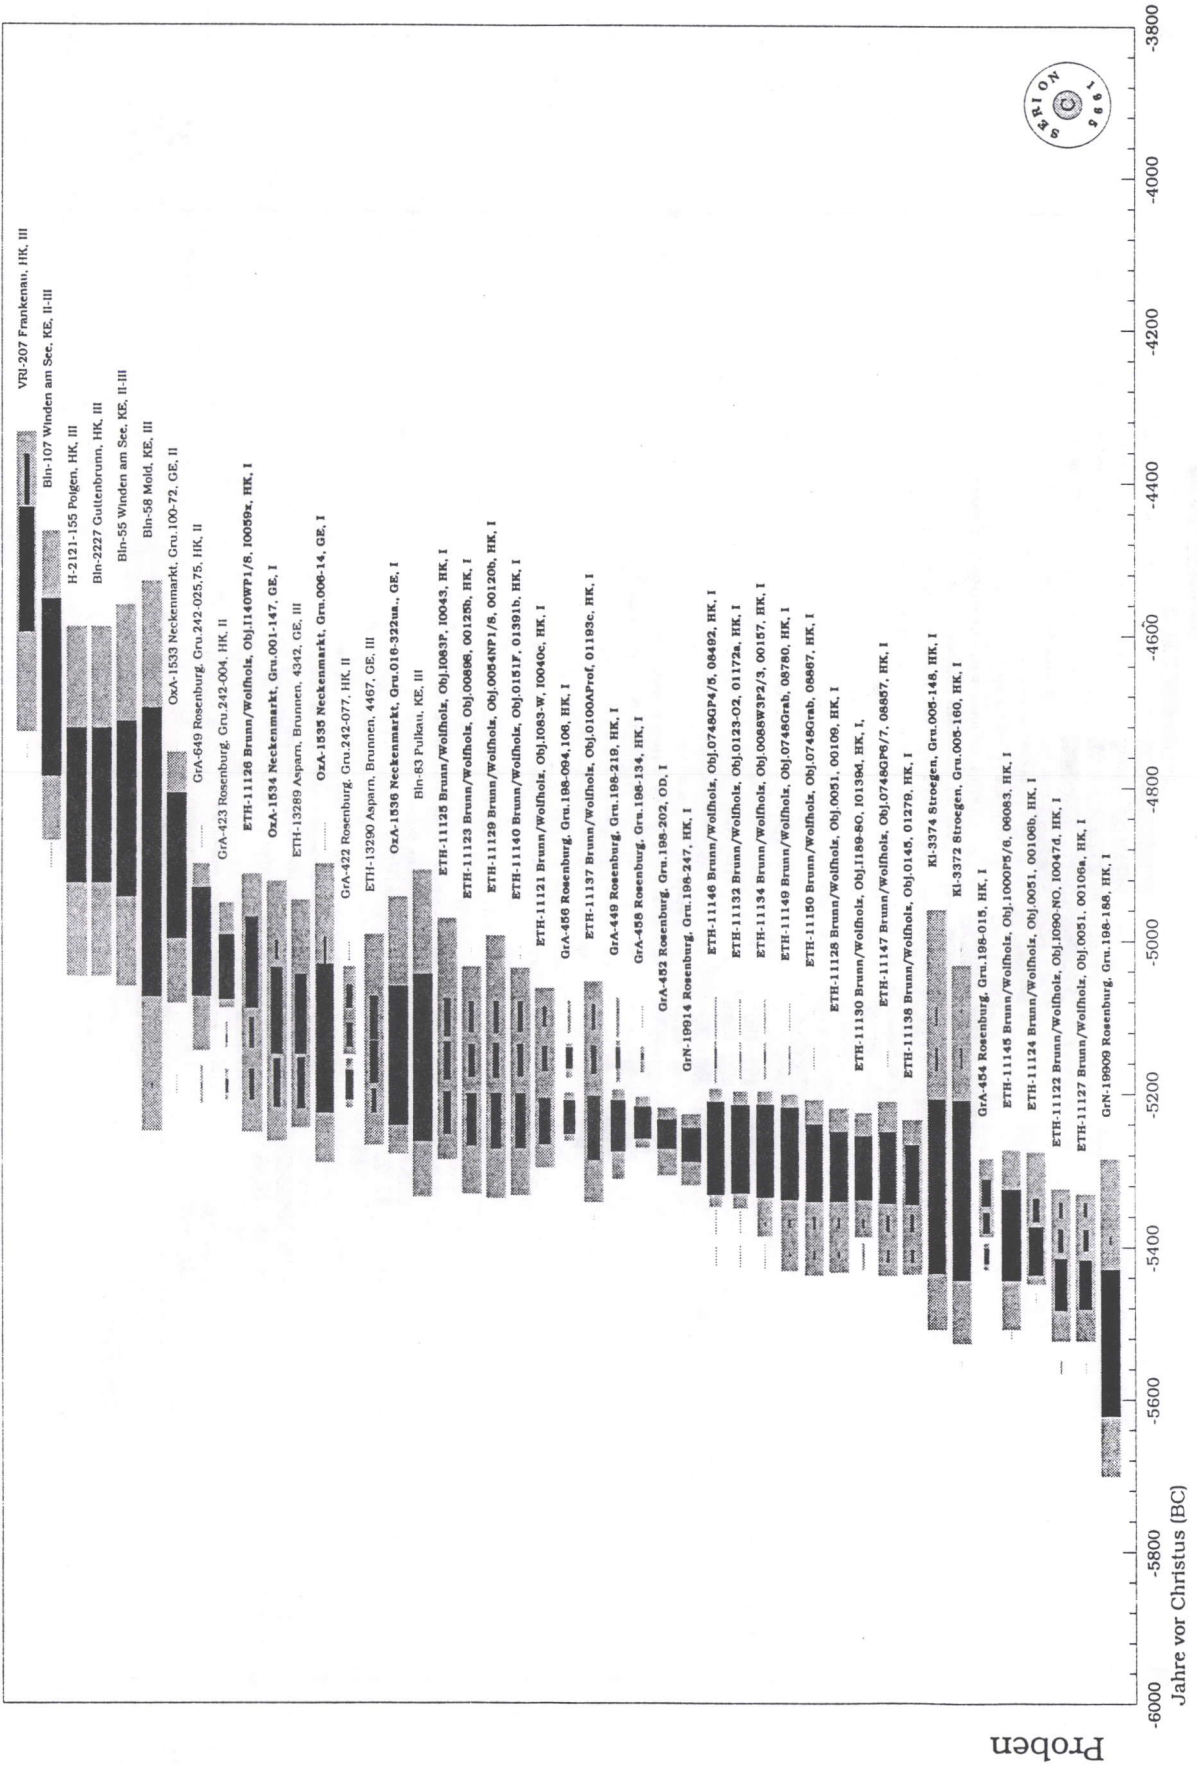 VRI-207 Frankenau, HK, III
Bln-107 Winden am See, KE, II-III
H-2121-155 Poigen, HK, III
Bln-2227 Guttenbrunn, HK, III
Bln-55 Winden am See, KE, II-III
Bln-58 Mold, KE, III
OxA-1533 Neckenmarkt, Gru.100-72, GE, II
GrA-649 Rosenburg, Gru.242-025,75, HK, II
GrA-423 Rosenburg, Gru.242-004, HK, II
ETH-11126 Brunn/Wolfholz, Obj.I140WP1/8, I0059x, HK, I
OxA-1534 Neckenmarkt, Gru.001-147, GE, I
ETH-13289 Asparn, Brunnen, 4342, GE, III
OxA-1535 Neckenmarkt, Gru.006-14, GE, I
GrA-422 Rosenburg, Gru.242-077, HK, II
ETH-13290 Asparn, Brunnen, 4467, GE, III
OxA-1536 Neckenmarkt, Gru.016-322ua., GE, I
Bln-83 Pulkau, KE, III
ETH-11125 Brunn/Wolfholz, Obj.I083P, I0043, HK, I
ETH-11123 Brunn/Wolfholz, Obj.00898, 00125b, HK, I
ETH-11129 Brunn/Wolfholz, Obj.0054NP1/8, 00120b, HK, I
ETH-11140 Brunn/Wolfholz, Obj.0151F, 01391b, HK, I
ETH-11121 Brunn/Wolfholz, Obj.I083-W, I0040c, HK, I
GrA-456 Rosenburg, Gru.198-094,106, HK, I
ETH-11137 Brunn/Wolfholz, Obj.0100AProf, 01193c, HK, I
GrA-449 Rosenburg, Gru.198-219, HK, I
GrA-458 Rosenburg, Gru.198-134, HK, I
GrA-452 Rosenburg, Gru.198-202, OD, I
GrN-19914 Rosenburg, Gru.198-247, HK, I
ETH-11146 Brunn/Wolfholz, Obj.0748GP4/5, 08492, HK, I
ETH-11132 Brunn/Wolfholz, Obj.0123-O2, 01172a, HK, I
ETH-11134 Brunn/Wolfholz, Obj.0088W3P2/3, 00157, HK, I
ETH-11149 Brunn/Wolfholz, Obj.0748Grab, 08780, HK, I
ETH-11150 Brunn/Wolfholz, Obj.0748Grab, 08867, HK, I
ETH-11128 Brunn/Wolfholz, Obj.0051, 00109, HK, I
ETH-11130 Brunn/Wolfholz, Obj.I189-80, I0139d, HK, I,
ETH-11147 Brunn/Wolfholz, Obj.0748GP6/7, 08857, HK, I
ETH-11138 Brunn/Wolfholz, Obj.0145, 01279, HK, I
KI-3374 Stroegen, Gru.005-148, HK, I
KI-3372 Stroegen, Gru.005-160, HK, I
GrA-454 Rosenburg, Gru.198-015, HK, I
ETH-11145 Brunn/Wolfholz, Obj.1000P5/6, 06083, HK, I
ETH-11124 Brunn/Wolfholz, Obj.0051, 00106b, HK, I
ETH-11122 Brunn/Wolfholz, Obj.I090-NO, I0047d, HK, I
ETH-11127 Brunn/Wolfholz, Obj.0051, 00106a, HK, I
GrN-19909 Rosenburg, Gru.198-188, HK, I
SERION
C
1995
-6000 -5800 -5600 -5400 -5200 -5000 -4800 -4600 -4400 -4200 -4000 -3800
Jahre vor Christus (BC)
Proben